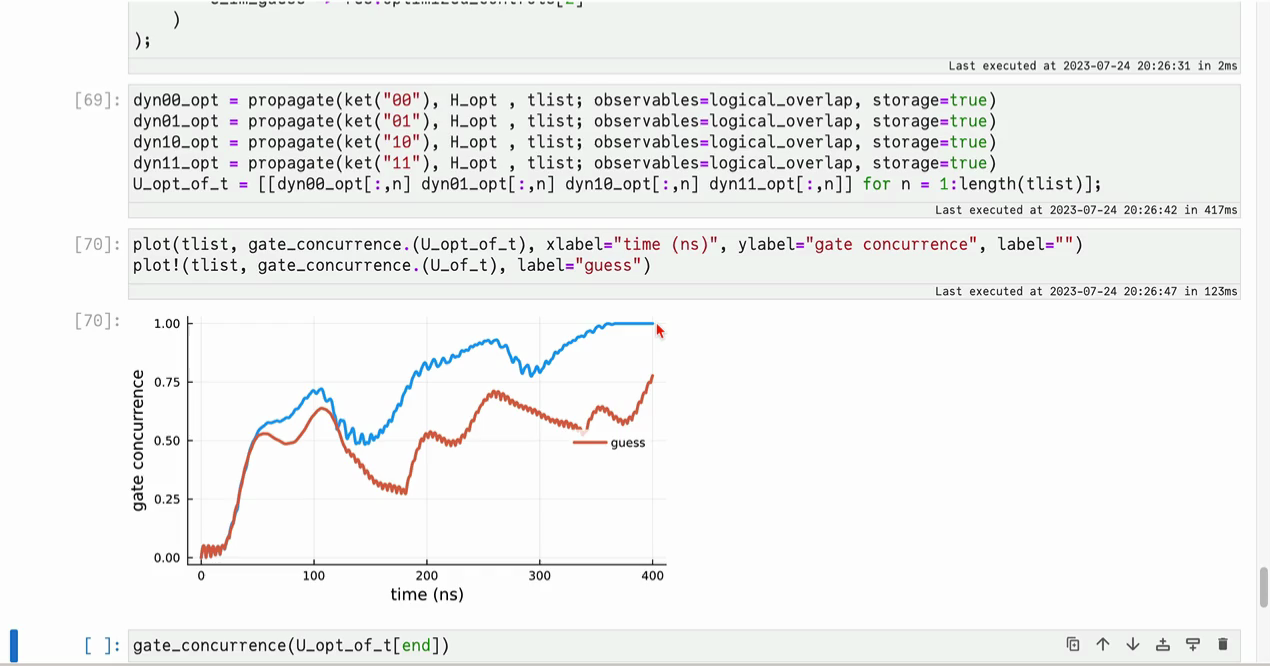 )
);
Last executed at 2023-07-24 20:26:31 in 2ms
[69]:
dyn00_opt = propagate(ket("00"), H_opt , tlist; observables=logical_overlap, storage=true)
dyn01_opt = propagate(ket("01"), H_opt , tlist; observables=logical_overlap, storage=true)
dyn10_opt = propagate(ket("10"), H_opt , tlist; observables=logical_overlap, storage=true)
dyn11_opt = propagate(ket("11"), H_opt , tlist; observables=logical_overlap, storage=true)
U_opt_of_t = [[dyn00_opt[:,n] dyn01_opt[:,n] dyn10_opt[:,n] dyn11_opt[:,n]] for n = 1:length(tlist)];
Last executed at 2023-07-24 20:26:42 in 417ms
[70]:
plot(tlist, gate_concurrence.(U_opt_of_t), xlabel="time (ns)", ylabel="gate concurrence", label="")
plot!(tlist, gate_concurrence.(U_of_t), label="guess")
Last executed at 2023-07-24 20:26:47 in 123ms
[70]:
1.00
0.75
0.50
0.25
0.00
gate concurrence
guess
0 100 200 300 400
time (ns)
[ ]:
gate_concurrence(U_opt_of_t[end])